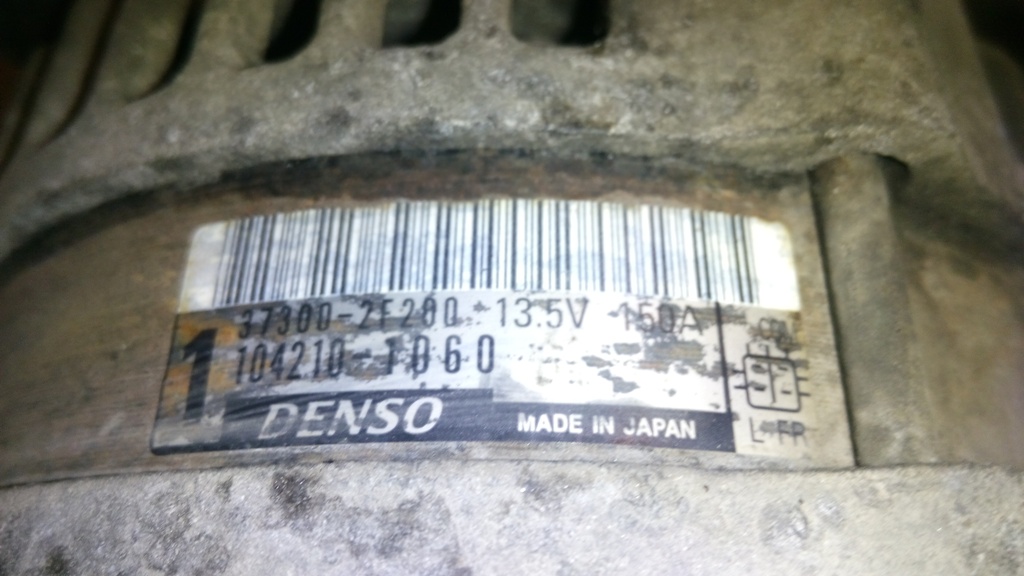 37300-2F200 13.5V 150A
104210-1060
1
DENSO
MADE IN JAPAN
L FR